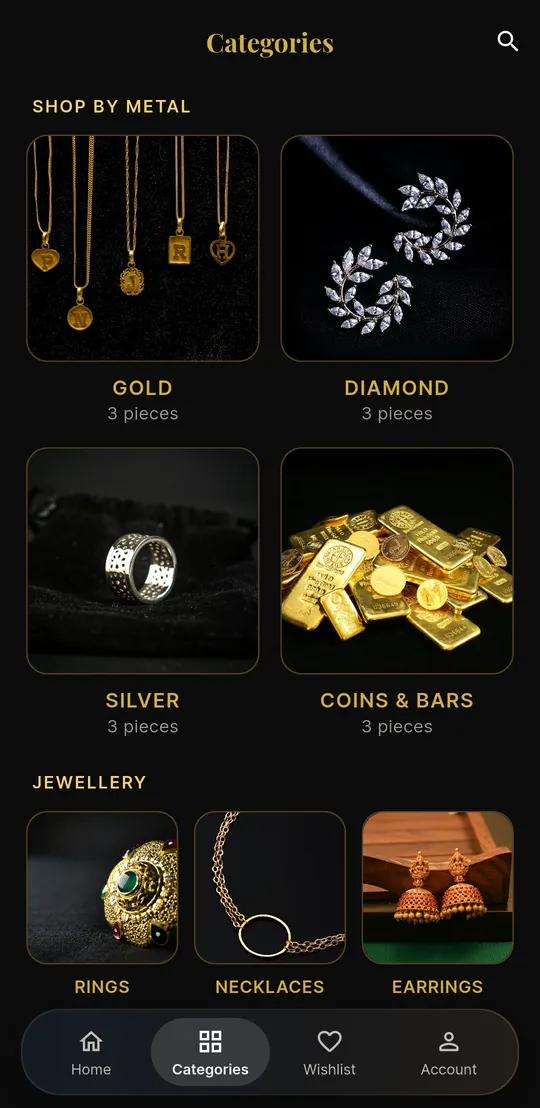 Categories
SHOP BY METAL
P
N
J
R
H
GOLD
3 pieces
DIAMOND
3 pieces
SILVER
3 pieces
COINS & BARS
3 pieces
JEWELLERY
RINGS
NECKLACES
EARRINGS
Home
Categories
Wishlist
Account